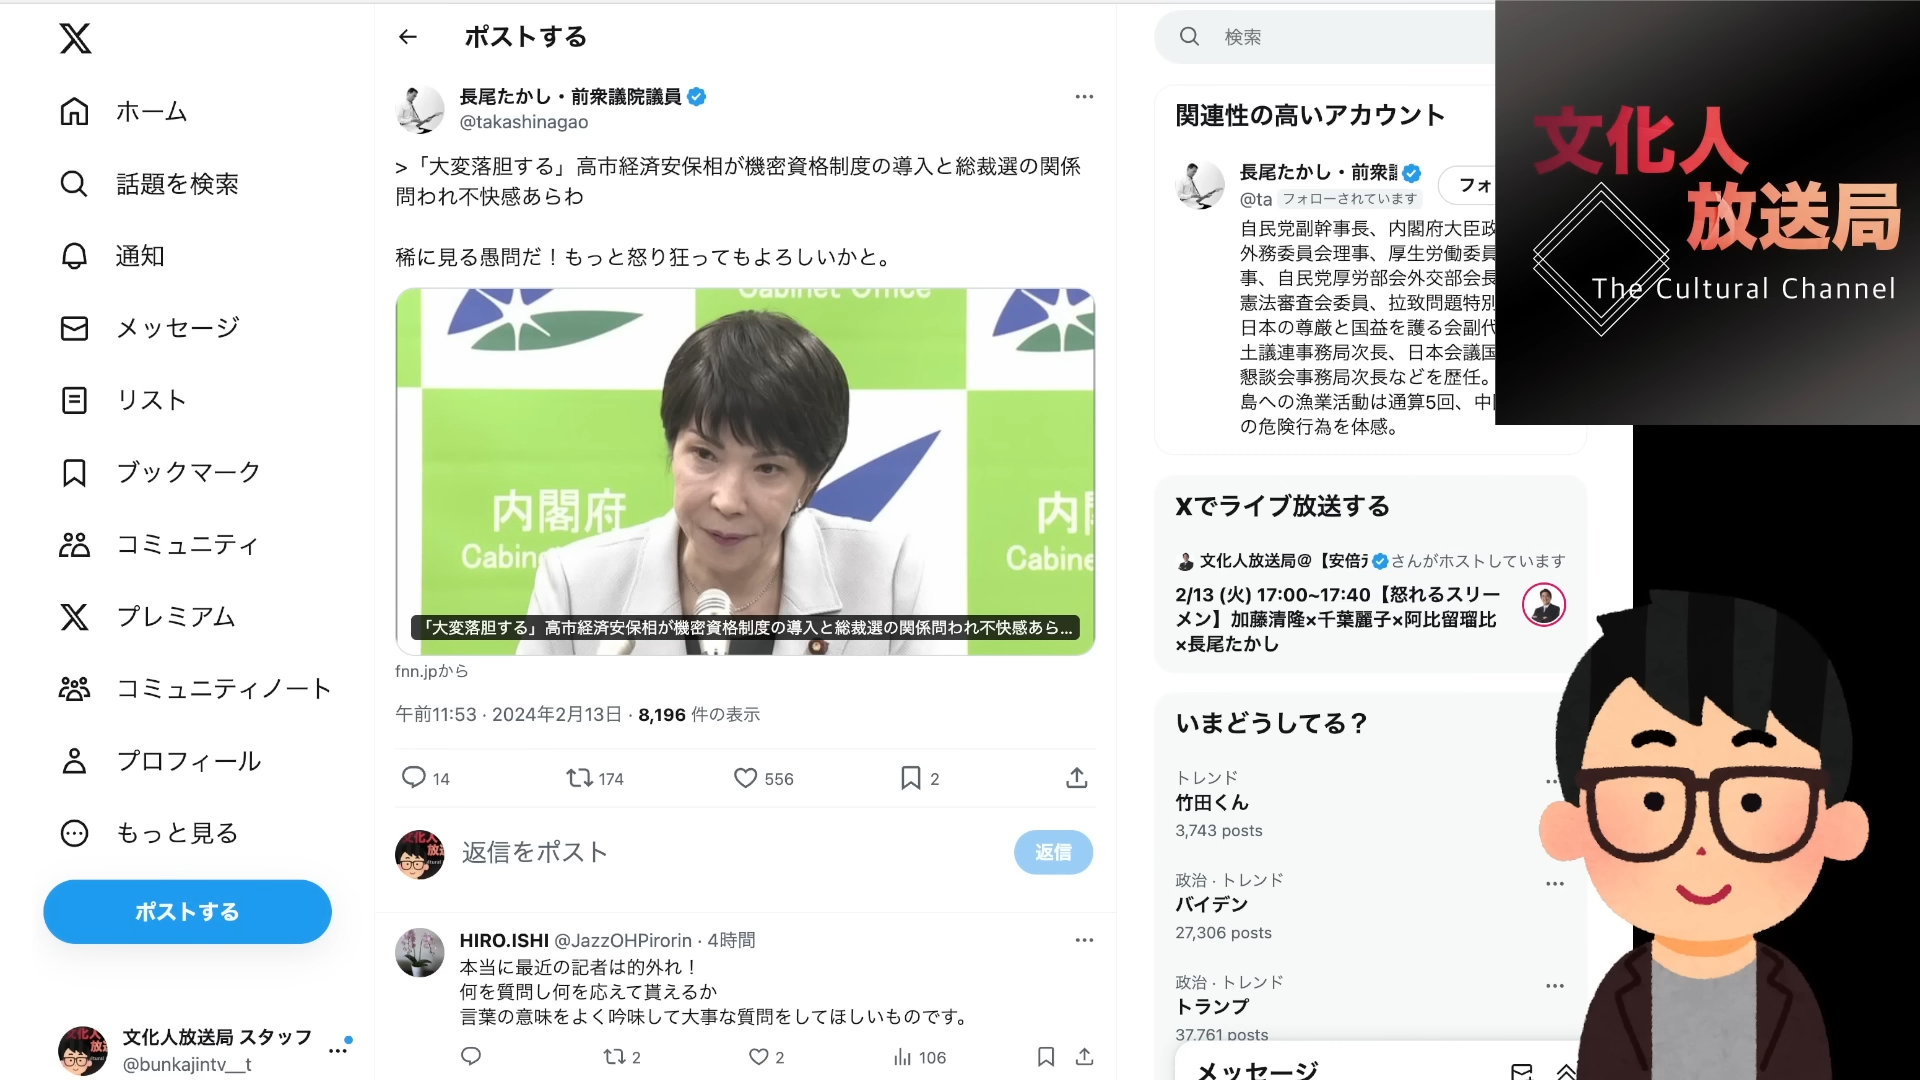 ホーム
話題を検索
通知
メッセージ
リスト
ブックマーク
コミュニティ
プレミアム
コミュニティノート
プロフィール
もっと見る
ポストする
文化人放送局 スタッフ
@bunkajintv__t
ポストする
長尾たかし・前衆議院議員
@takashinagao
>「大変落胆する」高市経済安保相が機密資格制度の導入と総裁選の関係
問われ不快感あらわ
稀に見る愚問だ！もっと怒り狂ってもよろしいかと。
Cabinet Office
内閣府
Cabine
内
Cabine
「大変落胆する」高市経済安保相が機密資格制度の導入と総裁選の関係問われ不快感あら...
fnn.jpから
午前11:53 · 2024年2月13日 · 8,196 件の表示
14
174
556
2
返信をポスト
返信
HIRO.ISHI @JazzOHPirorin · 4時間
本当に最近の記者は的外れ！
何を質問し何を応えて貰えるか
言葉の意味をよく吟味して大事な質問をしてほしいものです。
2
2
106
検索
関連性の高いアカウント
長尾たかし・前衆
フォ
@ta フォローされています
自民党副幹事長、内閣府大臣政
外務委員会理事、厚生労働委員
事、自民党厚労部会外交部会長
憲法審査会委員、拉致問題特別
日本の尊厳と国益を護る会副代
土議連事務局次長、日本会議国
懇談会事務局次長などを歴任。
島への漁業活動は通算5回、中
の危険行為を体感。
Xでライブ放送する
文化人放送局@【安倍 さんがホストしています
2/13 (火) 17:00~17:40【怒れるスリー
メン】加藤清隆×千葉麗子×阿比留瑠比
×長尾たかし
いまどうしてる？
トレンド
竹田くん
3,743 posts
政治 · トレンド
バイデン
27,306 posts
政治 · トレンド
トランプ
37,761 posts
メッセージ
文化人
放送局
The Cultural Channel